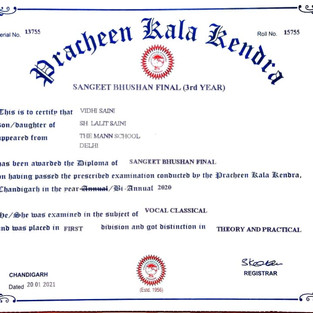 erial No. 13755
Roll No. 15755
Pracheen Kala Kendra
SANGEET BHUSHAN FINAL (3rd YEAR)
This is to certify that VIDHI SAINI
son/daughter of SH. LALIT SAINI
appeared from THE MANN SCHOOL
DELHI
has been awarded the Diploma of SANGEET BHUSHAN FINAL
on having passed the prescribed examination conducted by the Pracheen Kala Kendra,
Chandigarh in the year Annual/Bi-Annual 2020
He/She was examined in the subject of VOCAL CLASSICAL
and was placed in FIRST division and got distinction in THEORY AND PRACTICAL
(Estd. 1956)
CHANDIGARH
REGISTRAR
Dated 20 01 2021